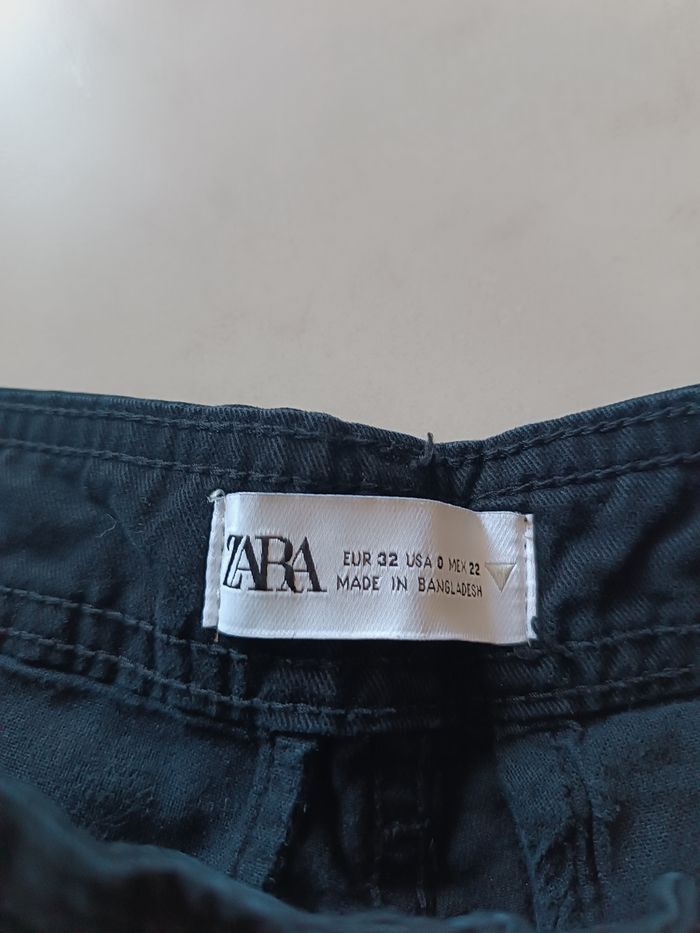 ZARA
EUR 32 USA 0 MEX 22
MADE IN BANGLADESH